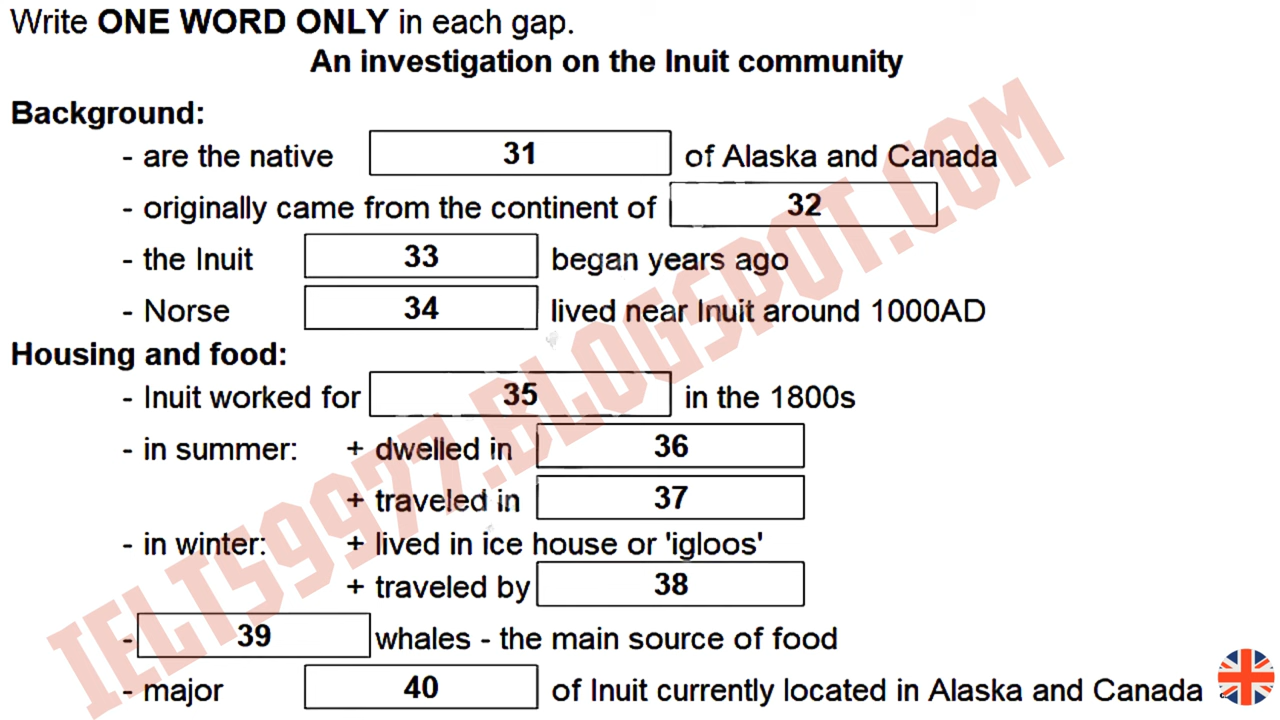 Write ONE WORD ONLY in each gap.
An investigation on the Inuit community
Background:
- are the native 31 of Alaska and Canada
- originally came from the continent of 32
- the Inuit 33 began years ago
- Norse 34 lived near Inuit around 1000AD
Housing and food:
- Inuit worked for 35 in the 1800s
- in summer: + dwelled in 36
+ traveled in 37
- in winter: + lived in ice house or 'igloos'
+ traveled by 38
- 39 whales - the main source of food
- major 40 of Inuit currently located in Alaska and Canada
IELTS9977.BLOGSPOT.COM